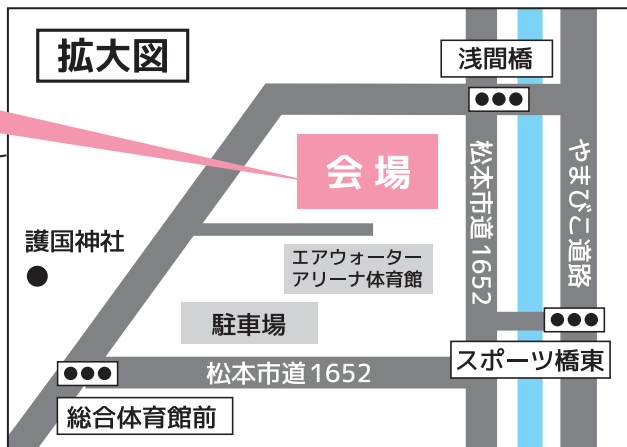 拡大図
浅間橋
会場
松本市道1652
やまびこ道路
護国神社
エアウォーター
アリーナ体育館
駐車場
スポーツ橋東
松本市道1652
総合体育館前